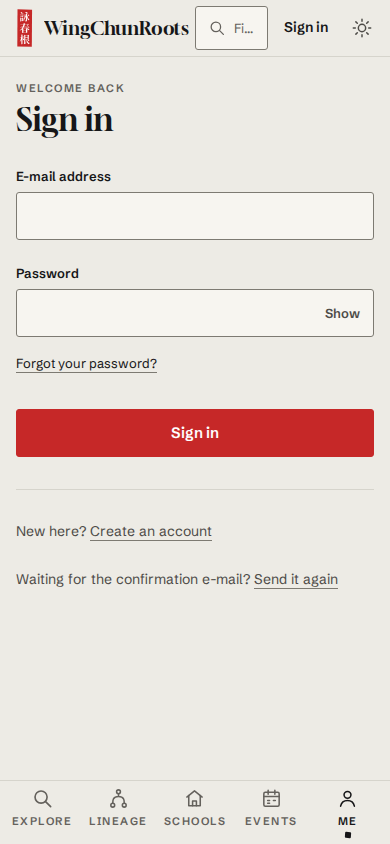 詠春根
WingChunRoots
Fi...
Sign in
WELCOME BACK
Sign in
E-mail address
Password
Show
Forgot your password?
Sign in
New here? Create an account
Waiting for the confirmation e-mail? Send it again
EXPLORE LINEAGE SCHOOLS EVENTS ME